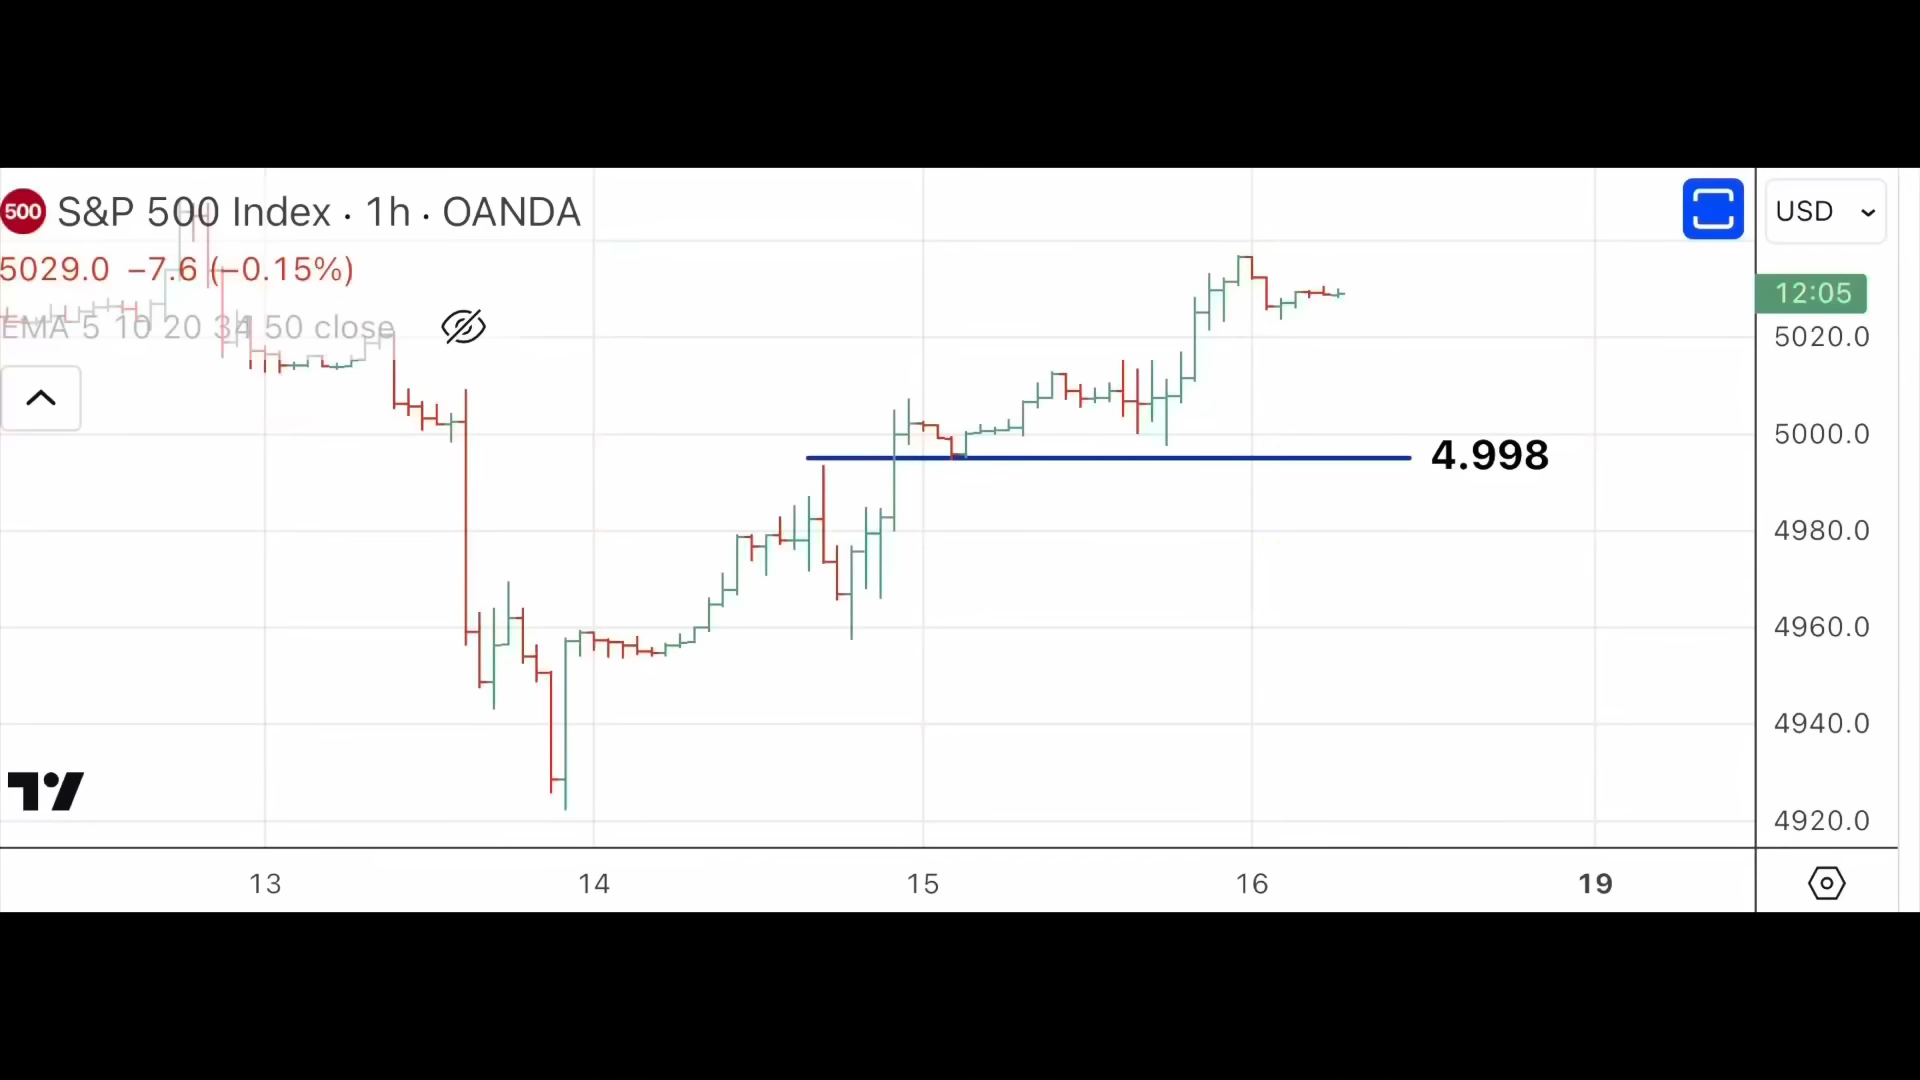 500 S&P 500 Index · 1h · OANDA
USD
5029.0 −7.6 (−0.15%)
12:05
EMA 5 10 20 34 50 close
5020.0
5000.0
4.998
4980.0
4960.0
4940.0
4920.0
13 14 15 16 19